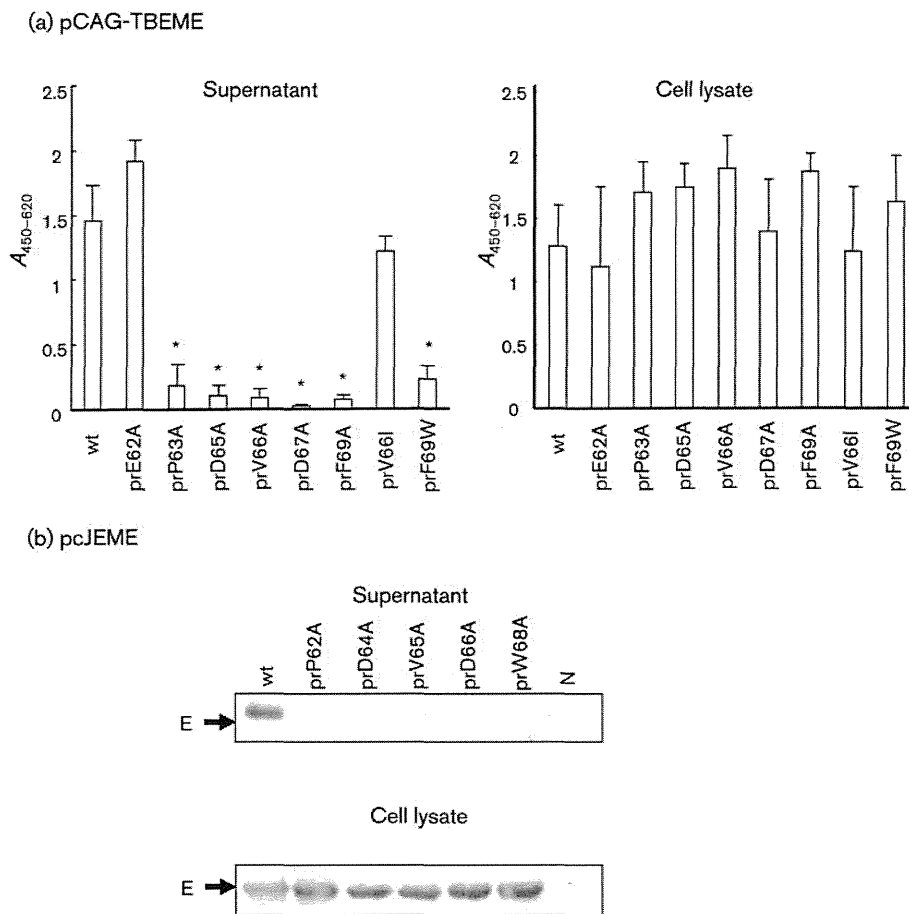 (a) pCAG-TBEME
Supernatant
2.5
2
1.5
1
0.5
0
A450–620
wt
prE62A
prP63A
prD65A
prV66A
prD67A
prF69A
prV66I
prF69W
*
*
*
*
*
*
Cell lysate
2.5
2
1.5
1
0.5
0
A450–620
wt
prE62A
prP63A
prD65A
prV66A
prD67A
prF69A
prV66I
prF69W
(b) pcJEME
Supernatant
wt
prP62A
prD64A
prV65A
prD66A
prW68A
N
E
Cell lysate
E